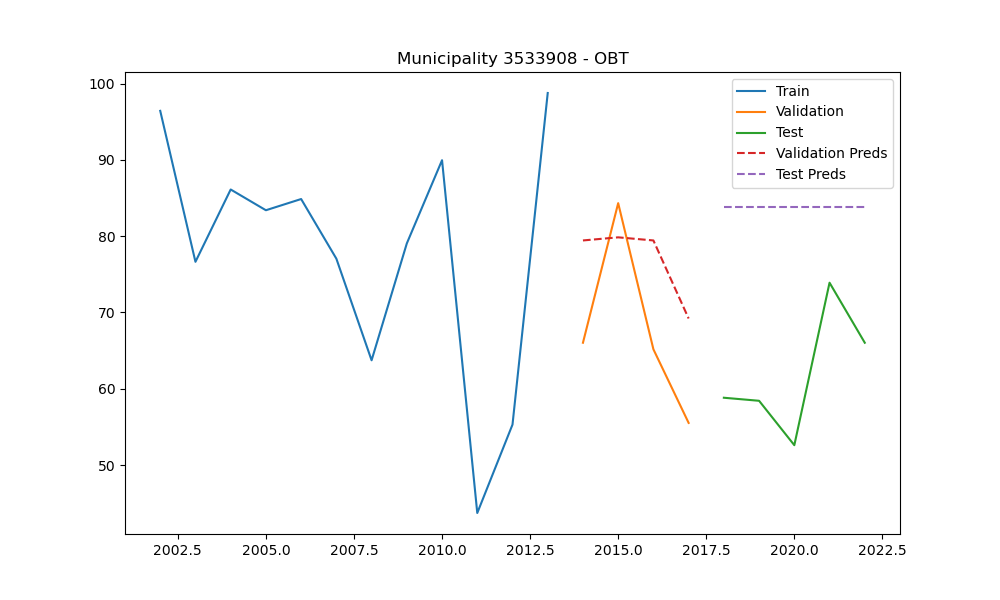 Municipality 3533908 - OBT
100
90
80
70
60
50
2002.5 2005.0 2007.5 2010.0 2012.5 2015.0 2017.5 2020.0 2022.5
Train
Validation
Test
Validation Preds
Test Preds